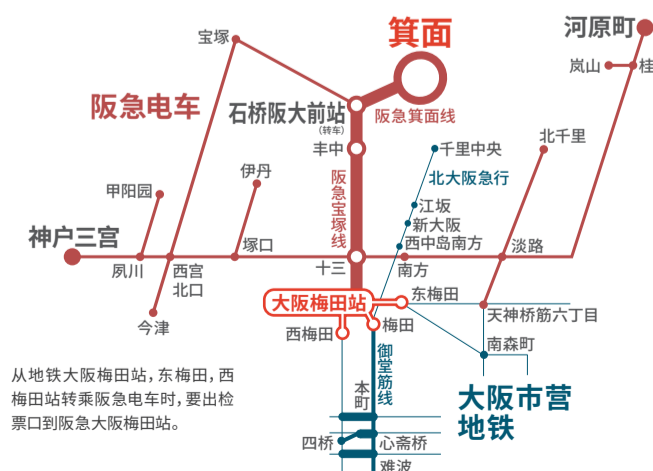 箕面
河原町
宝塚
岚山
桂
阪急电车
石桥阪大前站
(转车)
阪急箕面线
丰中
千里中央
北千里
伊丹
阪急宝塚线
北大阪急行
甲阳园
江坂
新大阪
神户三宫
塚口
西中岛南方
淡路
夙川
西宫
北口
十三
南方
大阪梅田站
东梅田
今津
西梅田
梅田
天神桥筋六丁目
南森町
御堂筋线
从地铁大阪梅田站，东梅田，西
梅田站转乘阪急电车时，要出检
票口到阪急大阪梅田站。
本町
大阪市营
地铁
四桥
心斋桥
难波